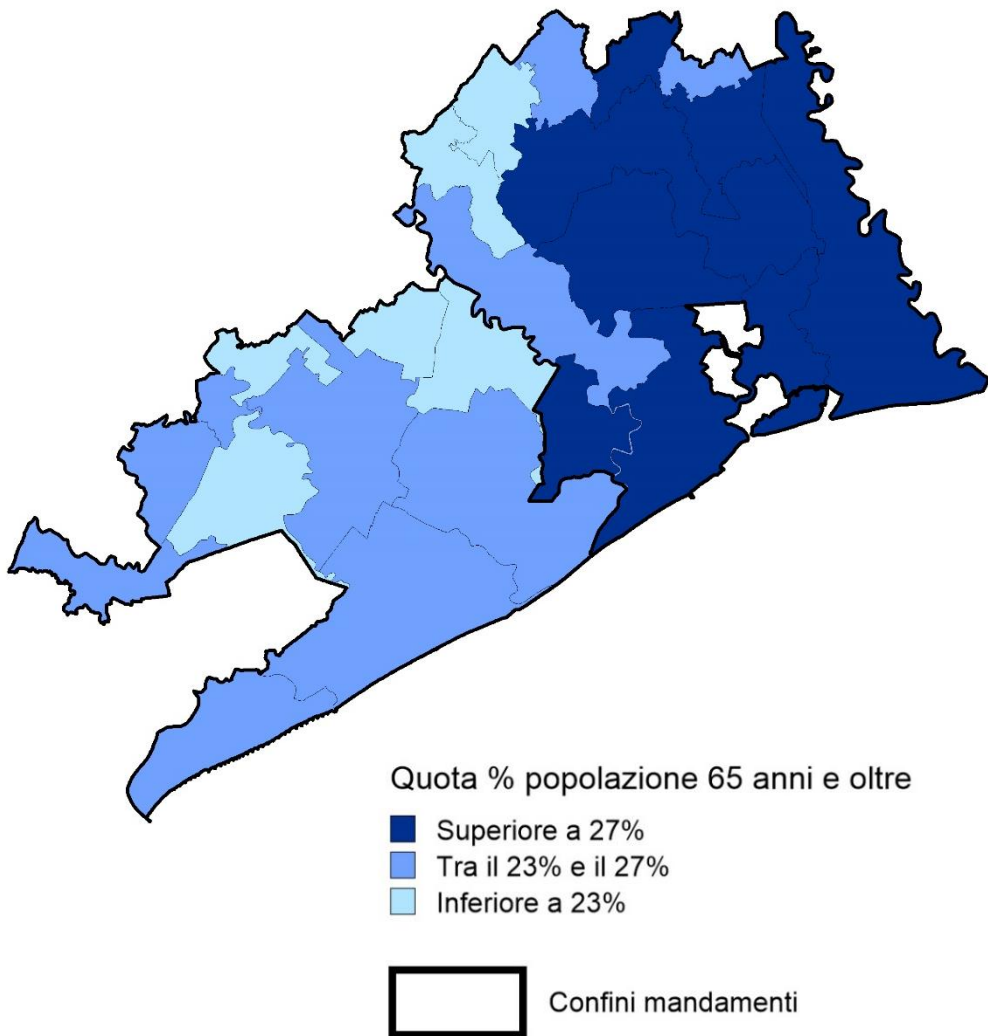 Quota % popolazione 65 anni e oltre
Superiore a 27%
Tra il 23% e il 27%
Inferiore a 23%
Confini mandamenti